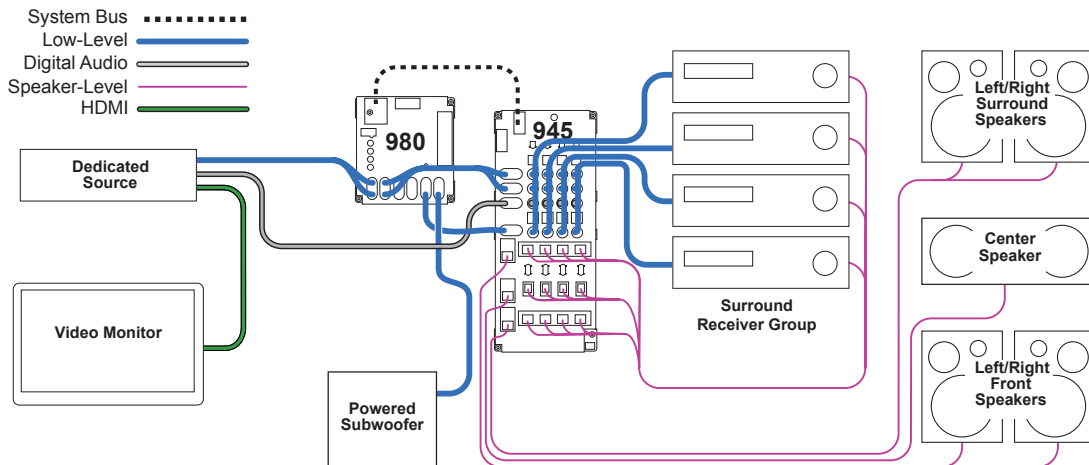 System Bus
Low-Level
Digital Audio
Speaker-Level
HDMI
980
945
Dedicated
Source
Video Monitor
Powered
Subwoofer
Surround
Receiver Group
Left/Right
Surround
Speakers
Center
Speaker
Left/Right
Front
Speakers